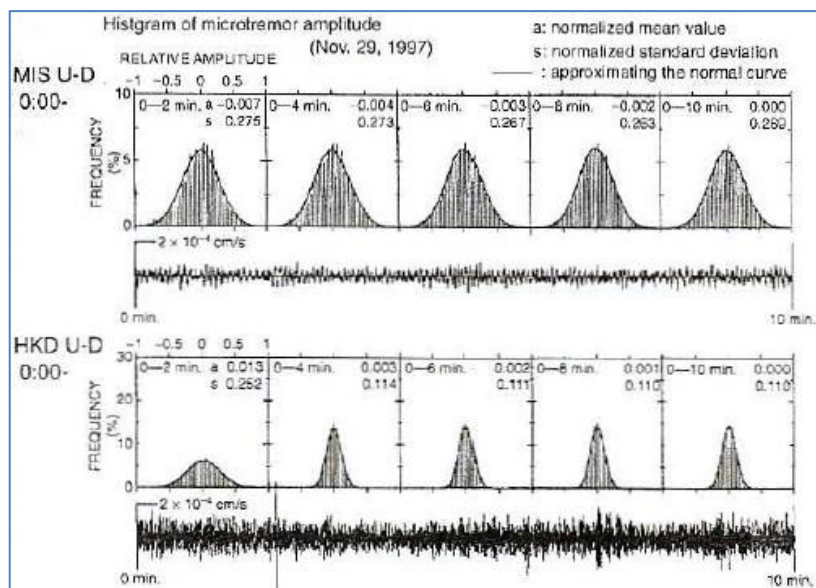 Histgram of microtremor amplitude
(Nov. 29, 1997)
a: normalized mean value
s: normalized standard deviation
: approximating the normal curve
MIS U-D
0:00-
RELATIVE AMPLITUDE
-1 -0.5 0 0.5 1
FREQUENCY
(%)
10
5
0
0—2 min. a -0.007
s 0.275
0—4 min. -0.004
0.273
0—6 min. -0.003
0.267
0—8 min. -0.002
0.263
0—10 min. 0.000
2 × 10-4 cm/s
0 min.
10 min.
HKD U-D
0:00-
-1 -0.5 0 0.5 1
FREQUENCY
(%)
30
20
10
0
0—2 min. a 0.013
s 0.252
0—4 min. 0.003
0.114
0—6 min. 0.002
0.111
0—8 min. 0.001
0.110
0—10 min. 0.000
0.110
2 × 10-4 cm/s
0 min.
10 min.